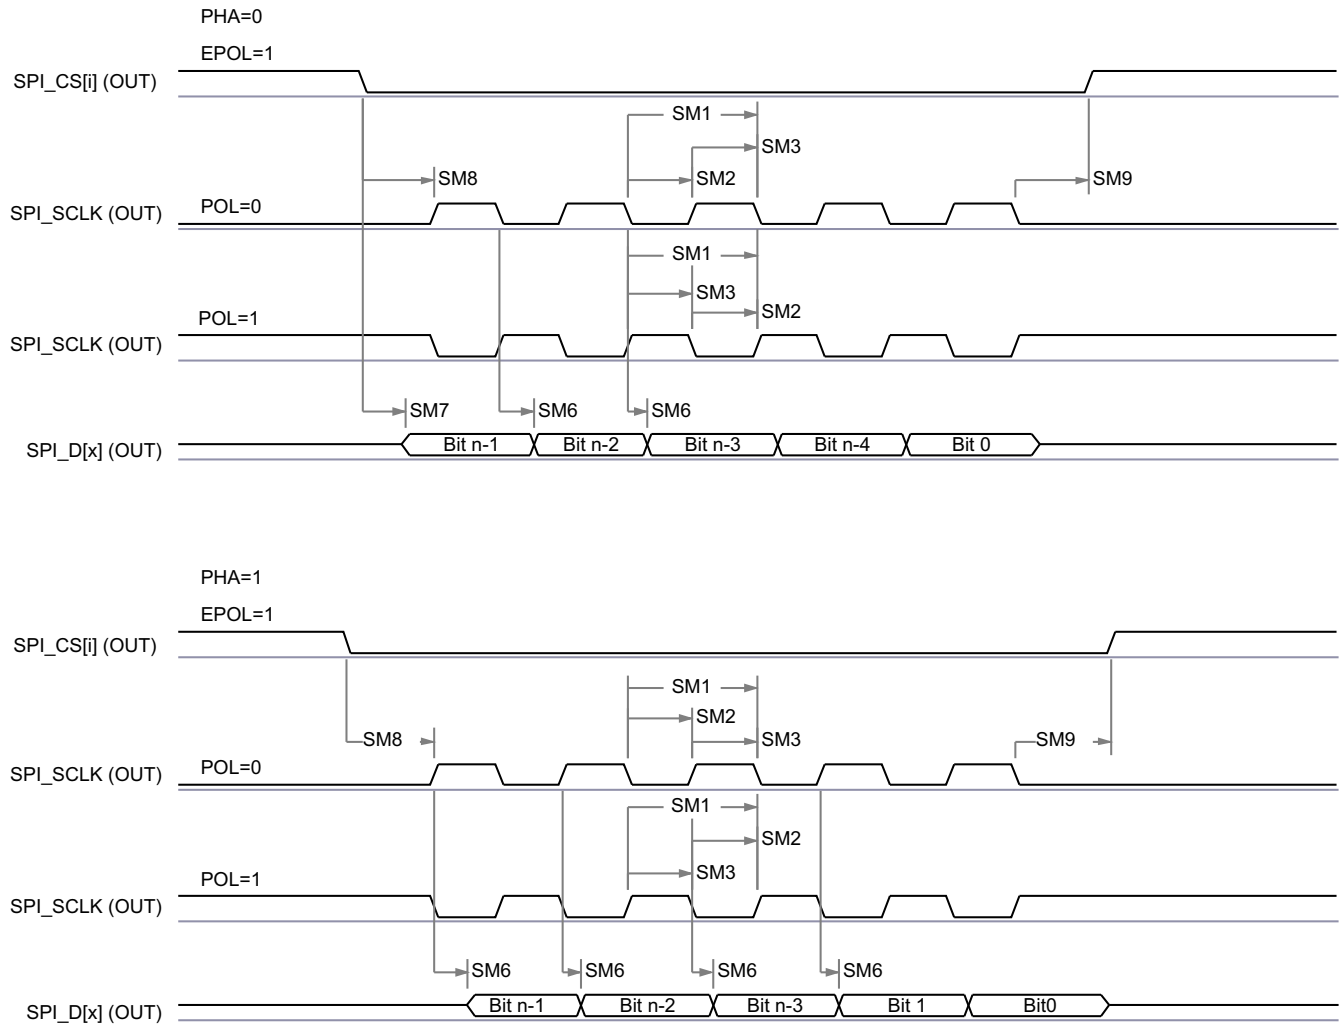 PHA=0
EPOL=1
SPI_CS[i] (OUT)
SM1
SM3
SM8
SM2
SM9
SPI_SCLK (OUT)
POL=0
SM1
SM3
SM2
POL=1
SPI_SCLK (OUT)
SM7
SM6
SM6
SPI_D[x] (OUT)
Bit n-1
Bit n-2
Bit n-3
Bit n-4
Bit 0
PHA=1
EPOL=1
SPI_CS[i] (OUT)
SM1
SM2
SM8
SM3
SM9
SPI_SCLK (OUT)
POL=0
SM1
SM2
SM3
POL=1
SPI_SCLK (OUT)
SM6
SM6
SM6
SM6
SPI_D[x] (OUT)
Bit n-1
Bit n-2
Bit n-3
Bit 1
Bit0